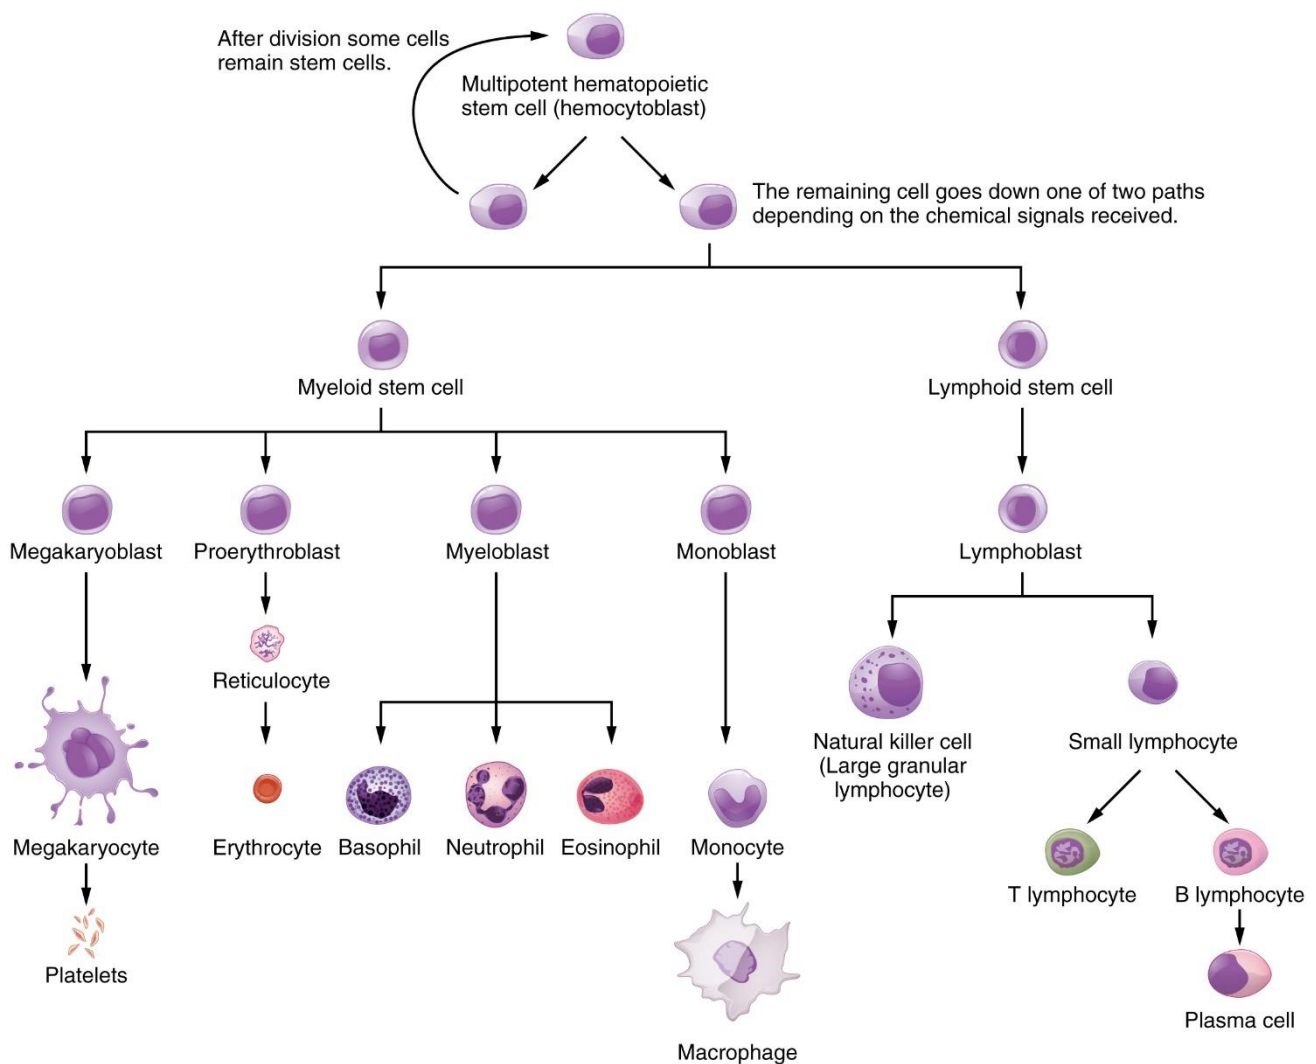 After division some cells
remain stem cells.
Multipotent hematopoietic
stem cell (hemocytoblast)
The remaining cell goes down one of two paths
depending on the chemical signals received.
Myeloid stem cell
Lymphoid stem cell
Megakaryoblast
Proerythroblast
Myeloblast
Monoblast
Lymphoblast
Reticulocyte
Natural killer cell
(Large granular
lymphocyte)
Small lymphocyte
Megakaryocyte
Erythrocyte
Basophil
Neutrophil
Eosinophil
Monocyte
T lymphocyte
B lymphocyte
Platelets
Plasma cell
Macrophage